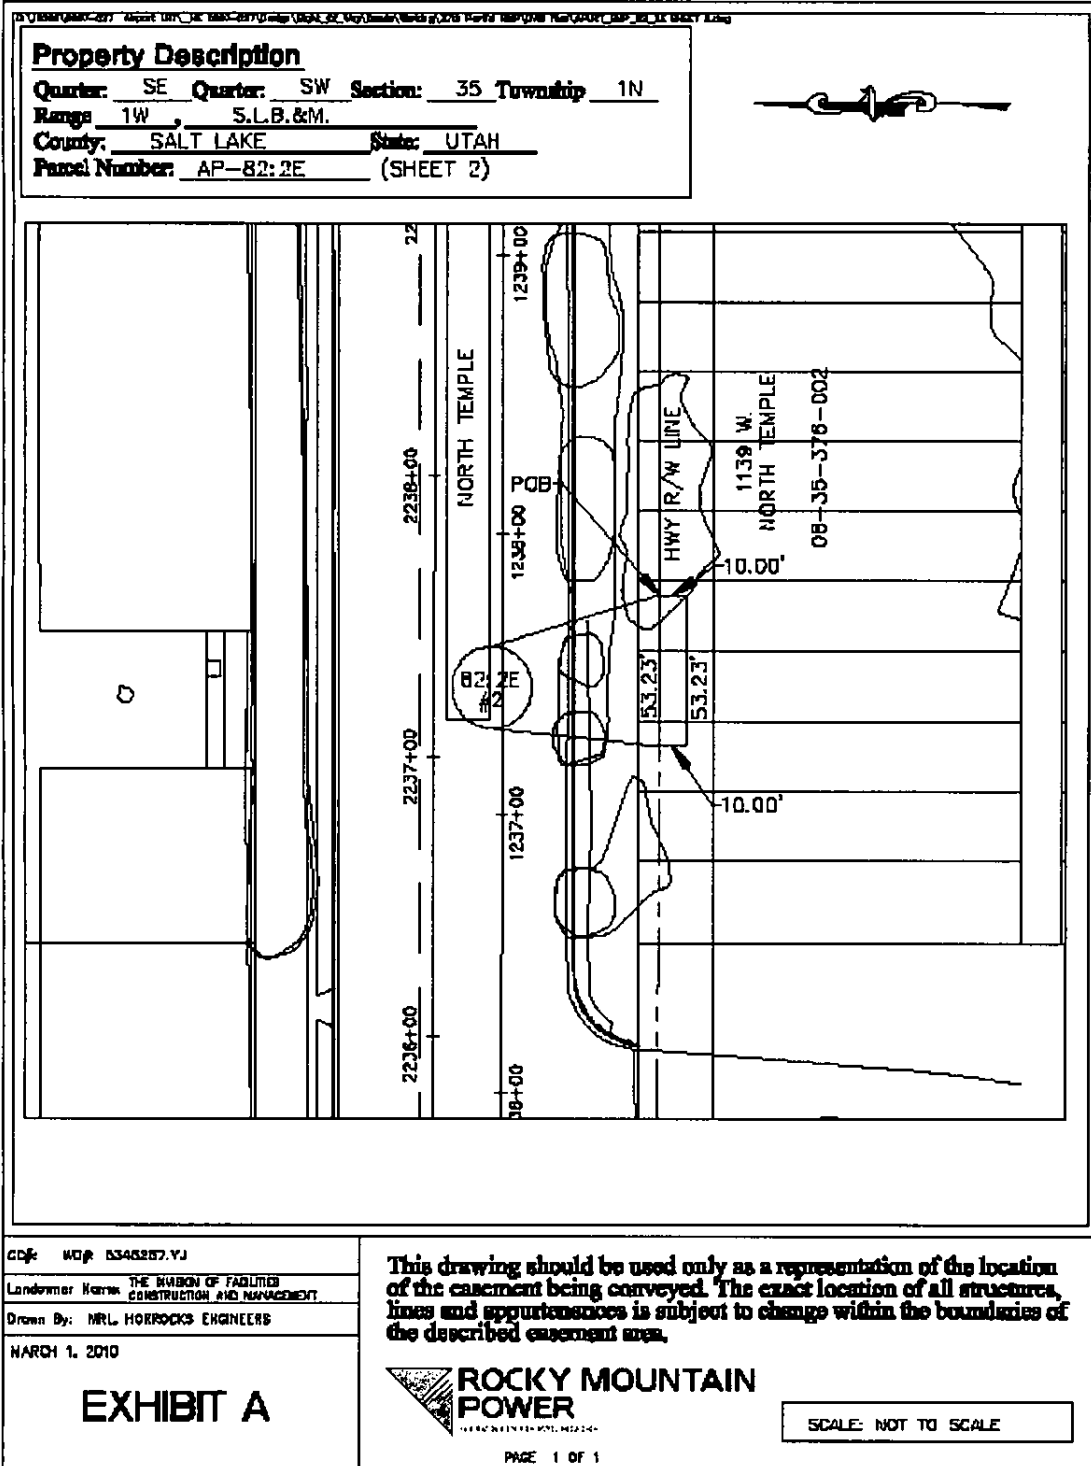 Property Description
Quarter: SE Quarter: SW Section: 35 Township 1N
Range 1W , S.L.B.&M.
County: SALT LAKE State: UTAH
Parcel Number: AP-82:2E (SHEET 2)
22
1239+00
NORTH TEMPLE
2238+00
POB
1238+00
HWY R/W LINE
1139 W.
NORTH TEMPLE
08-35-376-002
10.00'
82:2E
#2
53.23'
53.23'
2237+00
1237+00
10.00'
2236+00
36+00
Landowner Name: THE DIVISION OF FACILITIES
CONSTRUCTION AND MANAGEMENT
Drawn By: MRL, HORROCKS ENGINEERS
MARCH 1, 2010
EXHIBIT A
This drawing should be used only as a representation of the location
of the easement being conveyed. The exact location of all structures,
lines and appurtenances is subject to change within the boundaries of
the described easement area.
ROCKY MOUNTAIN
POWER
SCALE: NOT TO SCALE
PAGE 1 OF 1